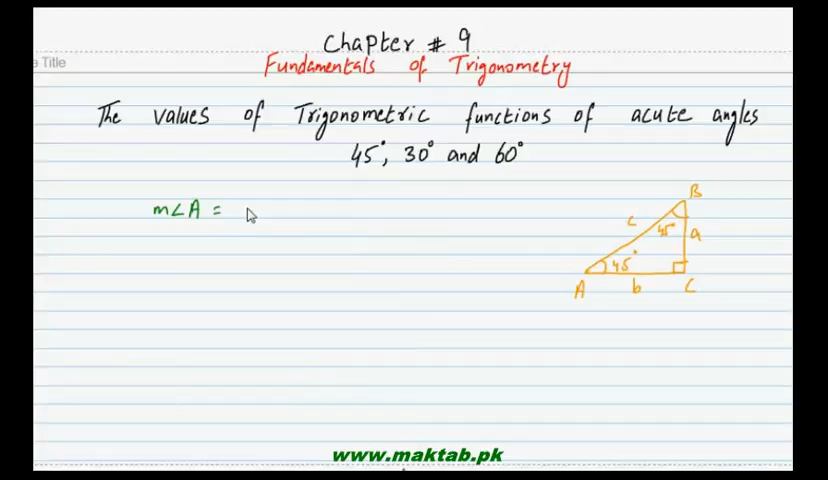 Chapter # 9
e Title
Fundamentals of Trigonometry
The values of Trigonometric functions of acute angles
45°, 30° and 60°
B
m∠A =
c
45°
a
45°
A
b
C
www.maktab.pk